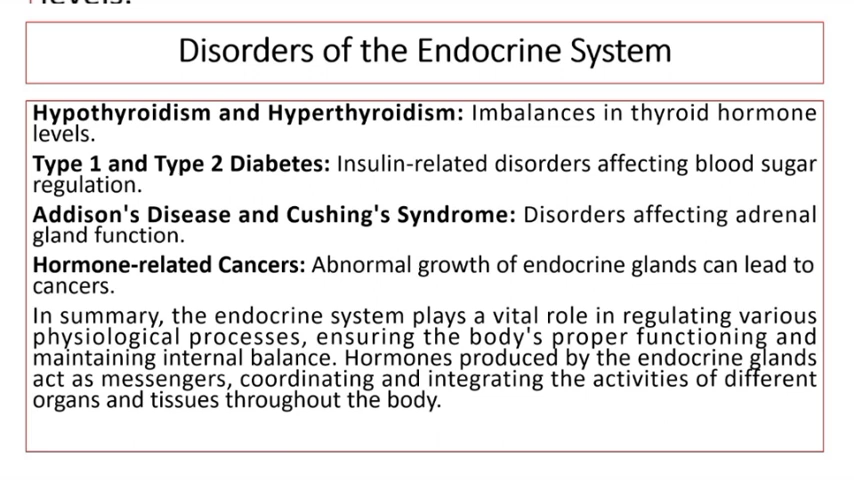 levels.
Disorders of the Endocrine System
Hypothyroidism and Hyperthyroidism: Imbalances in thyroid hormone
levels.
Type 1 and Type 2 Diabetes: Insulin-related disorders affecting blood sugar
regulation.
Addison's Disease and Cushing's Syndrome: Disorders affecting adrenal
gland function.
Hormone-related Cancers: Abnormal growth of endocrine glands can lead to
cancers.
In summary, the endocrine system plays a vital role in regulating various
physiological processes, ensuring the body's proper functioning and
maintaining internal balance. Hormones produced by the endocrine glands
act as messengers, coordinating and integrating the activities of different
organs and tissues throughout the body.